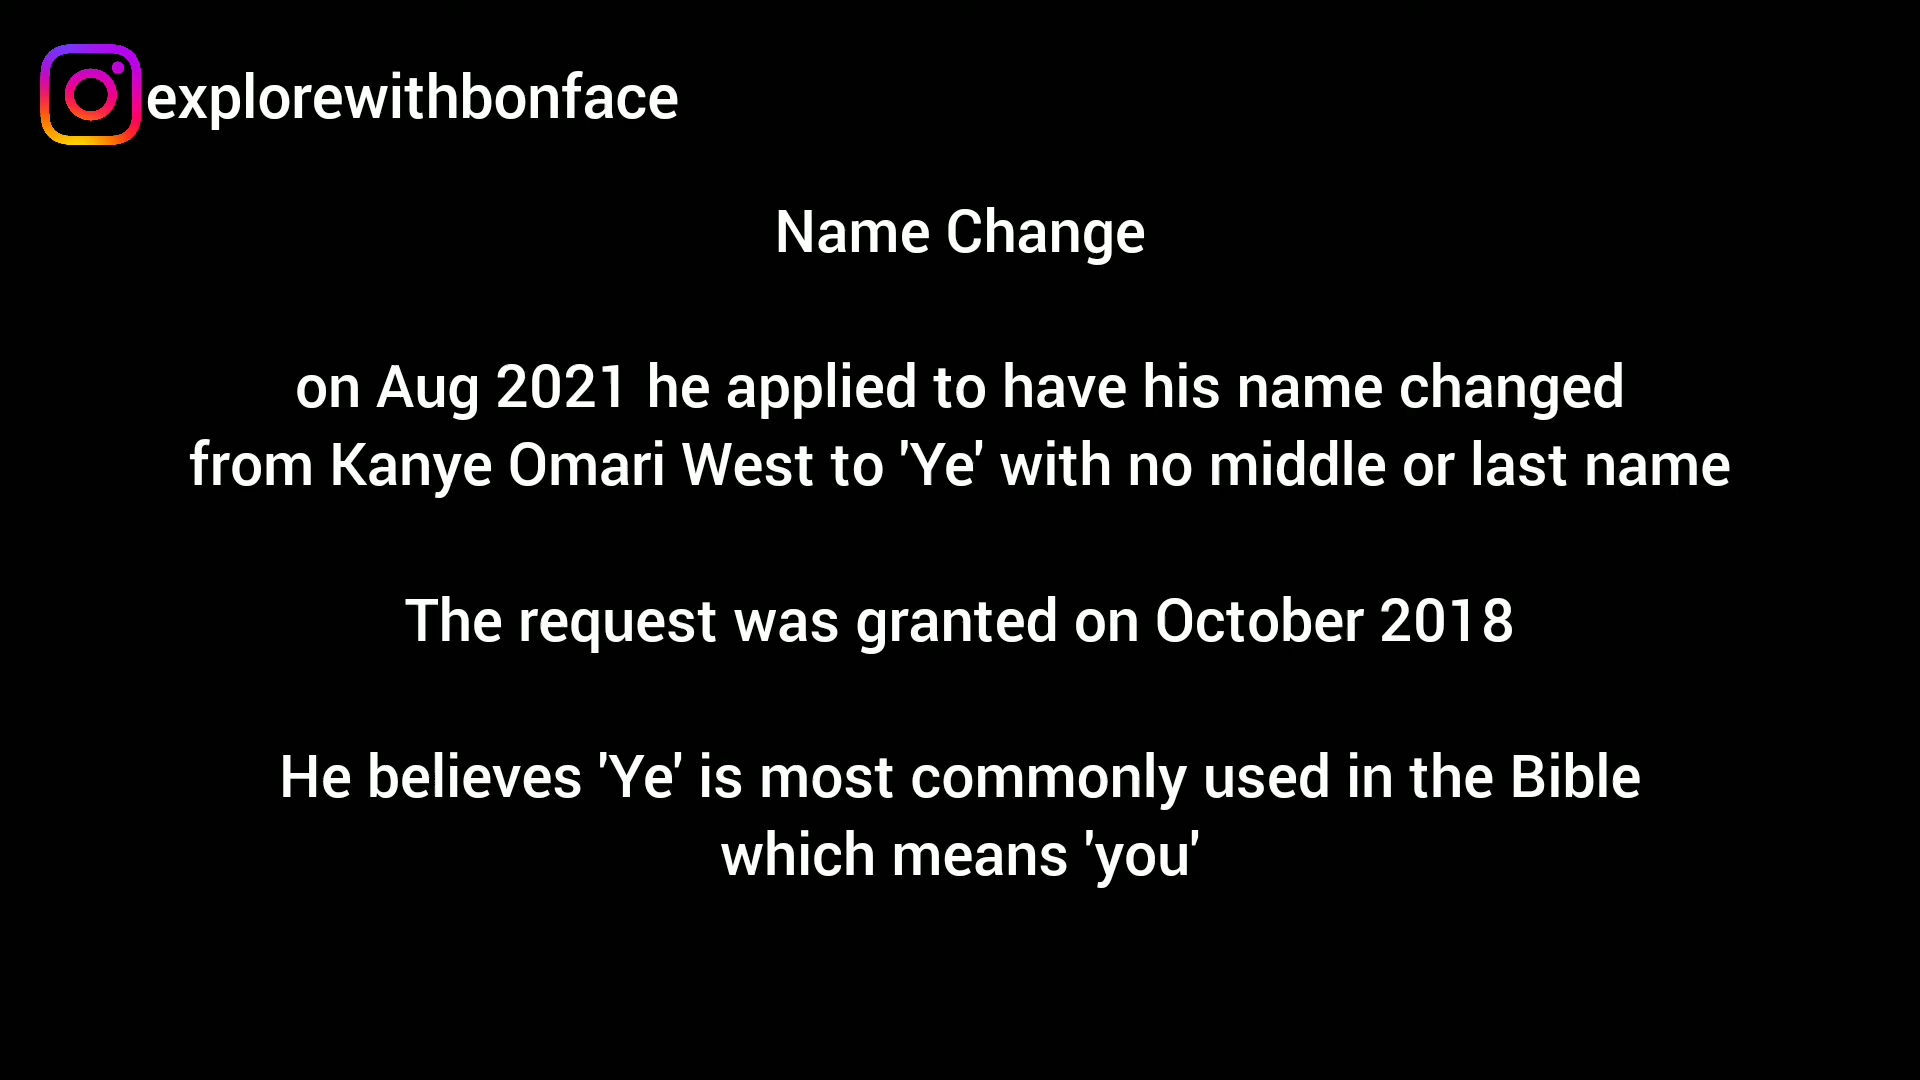 explorewithbonface
Name Change
on Aug 2021 he applied to have his name changed
from Kanye Omari West to 'Ye' with no middle or last name
The request was granted on October 2018
He believes 'Ye' is most commonly used in the Bible
which means 'you'